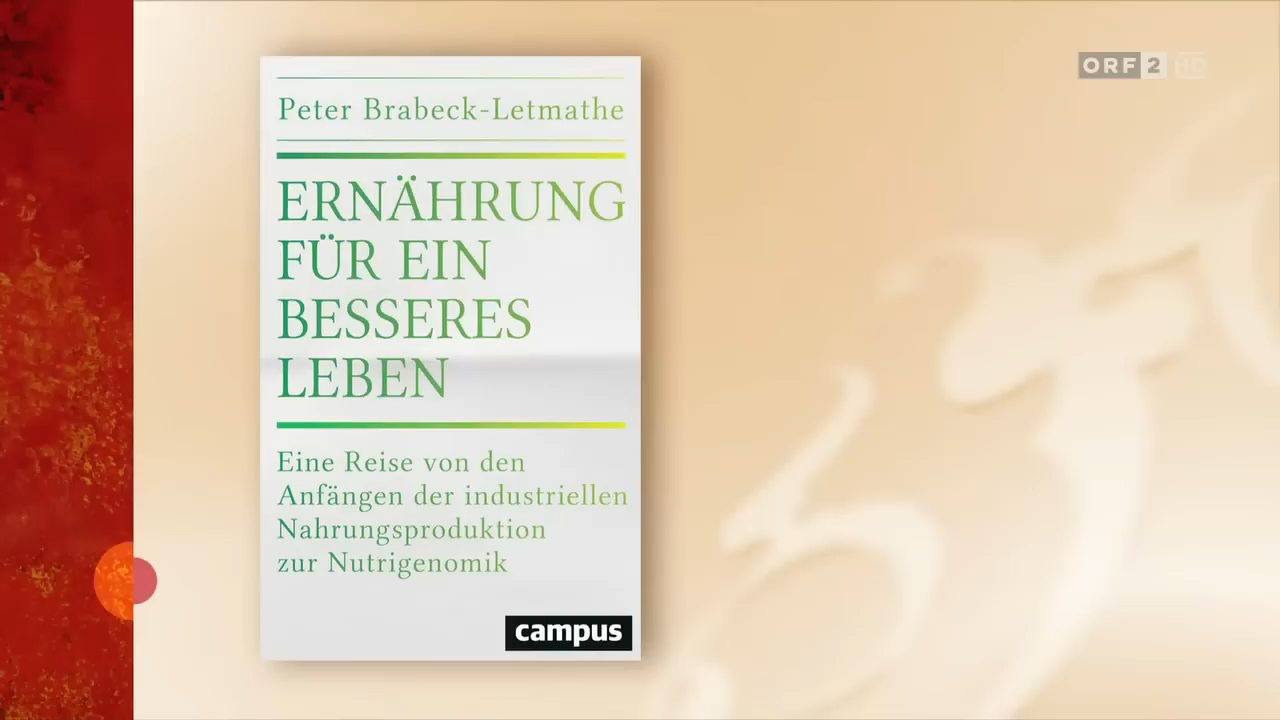 ORF 2 HD
Peter Brabeck-Letmathe
ERNÄHRUNG
FÜR EIN
BESSERES
LEBEN
Eine Reise von den
Anfängen der industriellen
Nahrungsproduktion
zur Nutrigenomik
campus